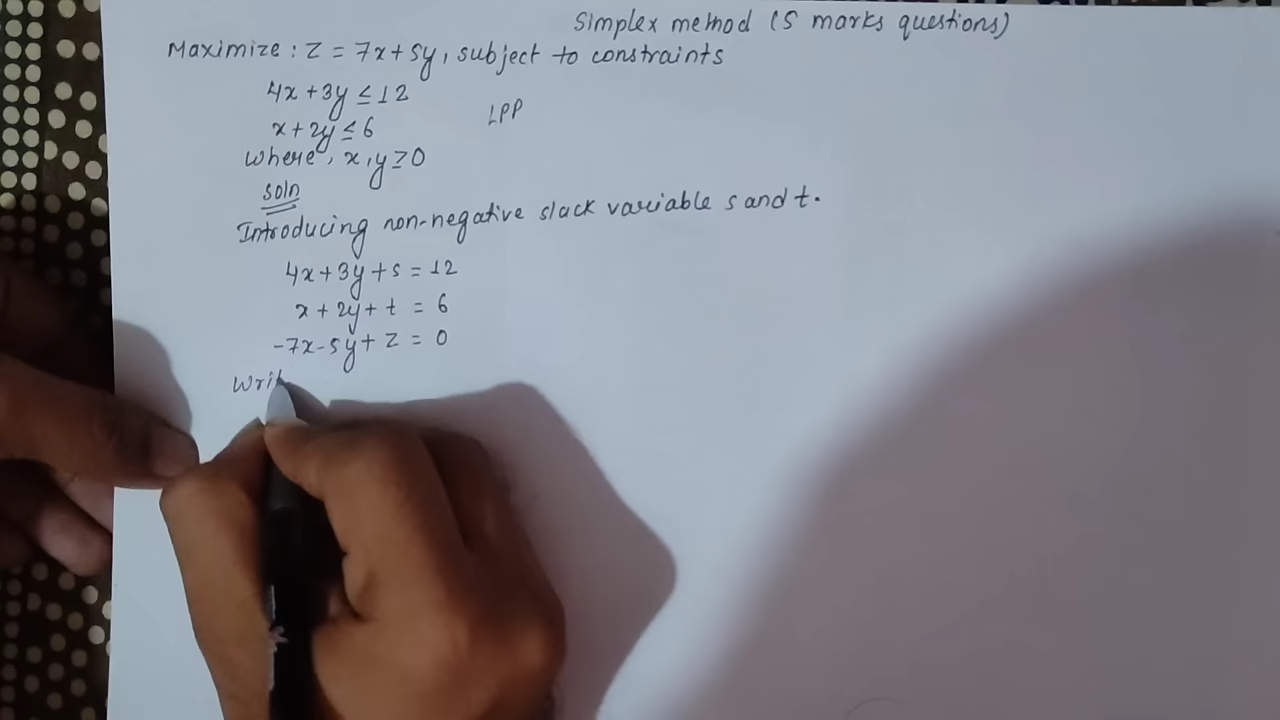 Simplex method (5 marks questions)
Maximize : Z = 7x + 5y, subject to constraints
4x + 3y ≤ 12
x + 2y ≤ 6
LPP
Where, x, y ≥ 0
Soln
Introducing non-negative slack variable s and t.
4x + 3y + s = 12
x + 2y + t = 6
-7x - 5y + Z = 0